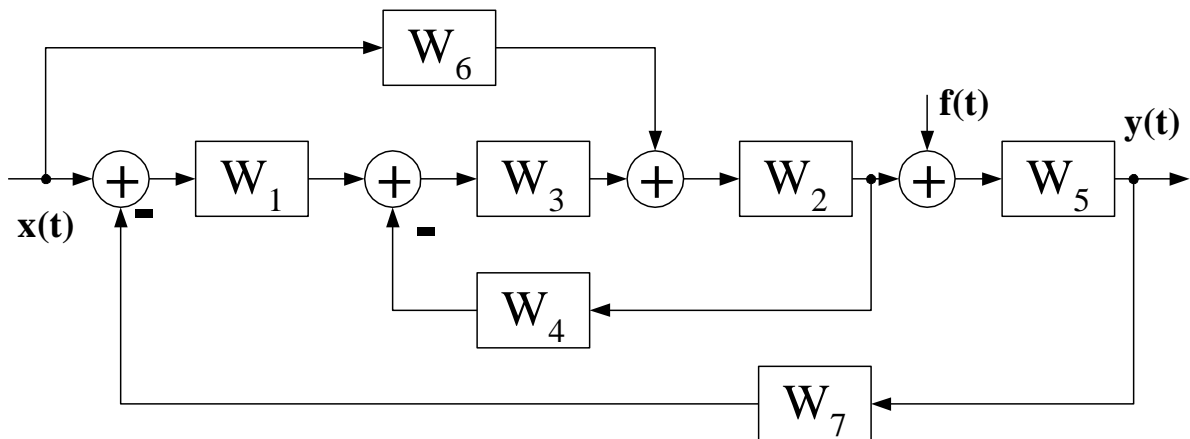 W6
f(t)
y(t)
+ W1 + W3 + W2 + W5
-
x(t)
-
W4
W7